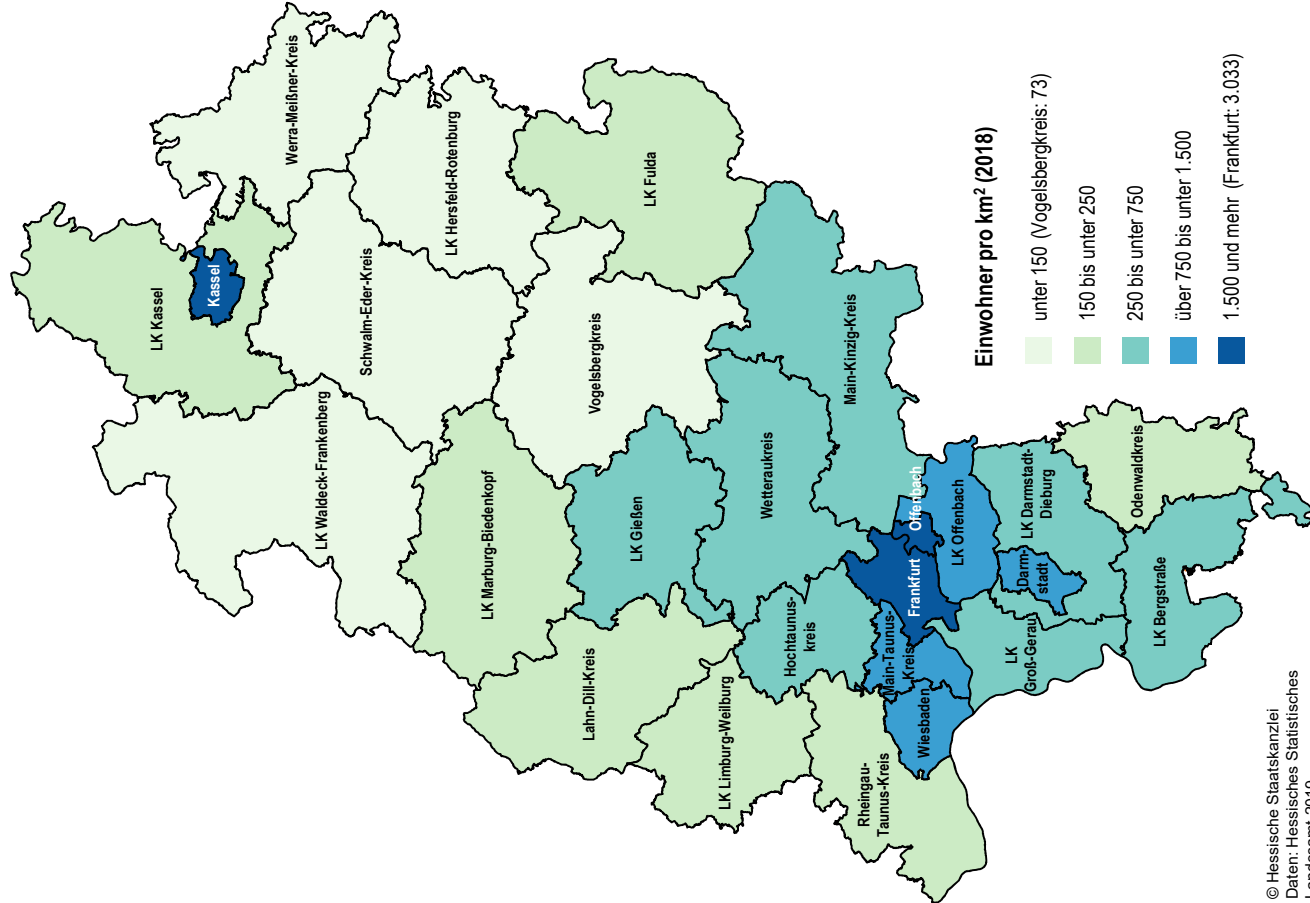 LK Kassel
Kassel
Werra-Meißner-Kreis
LK Waldeck-Frankenberg
Schwalm-Eder-Kreis
LK Hersfeld-Rotenburg
LK Marburg-Biedenkopf
Vogelsbergkreis
LK Fulda
Lahn-Dill-Kreis
LK Gießen
LK Limburg-Weilburg
Hochtaunus-
kreis
Wetteraukreis
Main-Kinzig-Kreis
Rheingau-
Taunus-Kreis
Wiesbaden
Main-Taunus-
Kreis
Frankfurt
Offenbach
LK Offenbach
LK
Groß-Gerau
Darm-
stadt
LK Darmstadt-
Dieburg
LK Bergstraße
Odenwaldkreis
Einwohner pro km² (2018)
unter 150 (Vogelsbergkreis: 73)
150 bis unter 250
250 bis unter 750
über 750 bis unter 1.500
1.500 und mehr (Frankfurt: 3.033)
© Hessische Staatskanzlei
Daten: Hessisches Statistisches